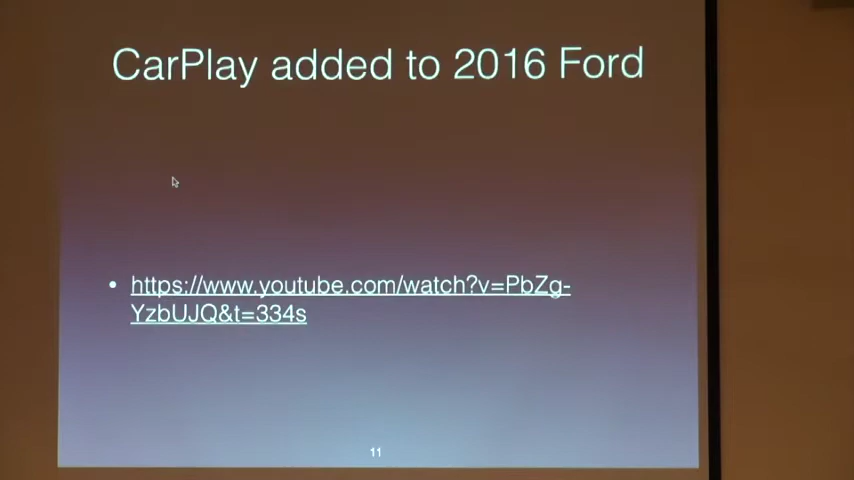 CarPlay added to 2016 Ford
• https://www.youtube.com/watch?v=PbZg-
YzbUJQ&t=334s
11